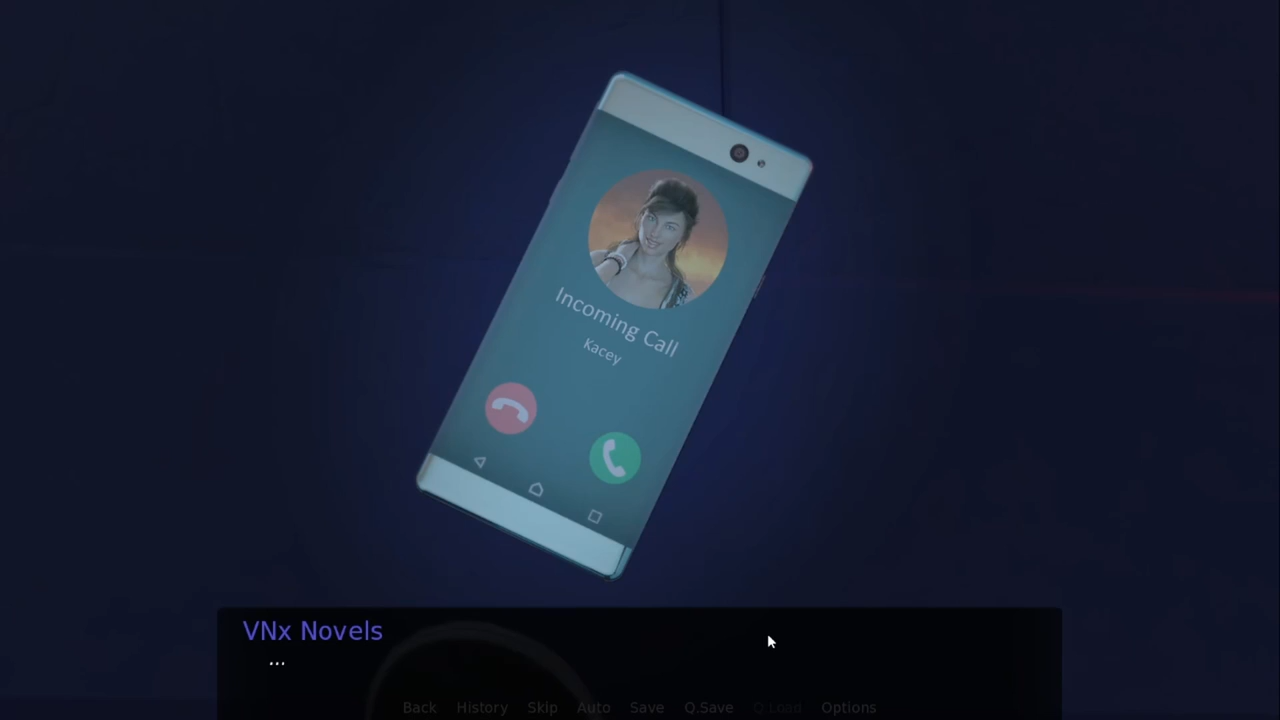 Incoming Call
Kacey
VNx Novels
...
Back History Skip Auto Save Q.Save Q.Load Options